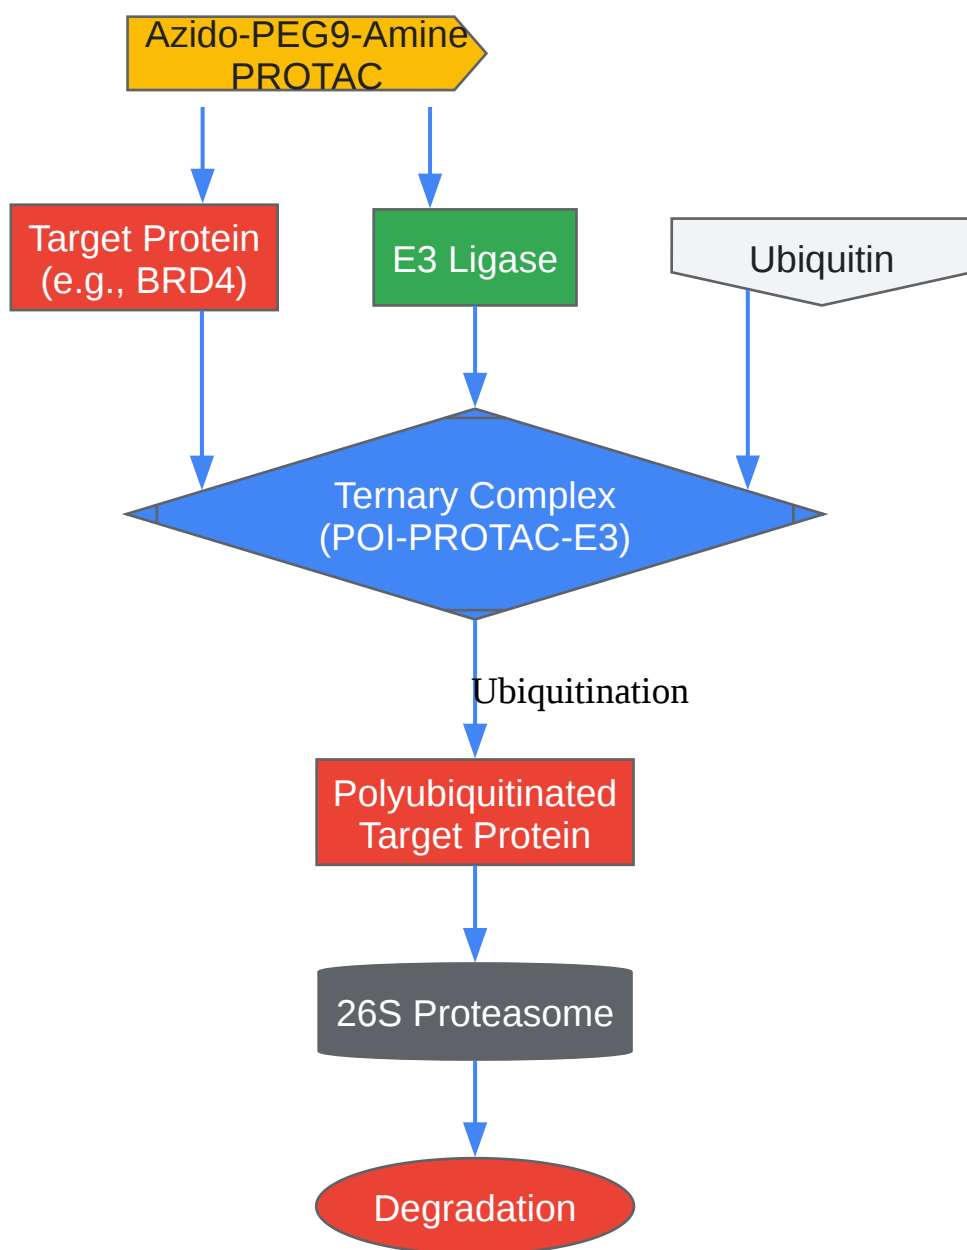 Azido-PEG9-Amine
PROTAC
Target Protein
(e.g., BRD4)
E3 Ligase
Ubiquitin
Ternary Complex
(POI-PROTAC-E3)
Ubiquitination
Polyubiquitinated
Target Protein
26S Proteasome
Degradation